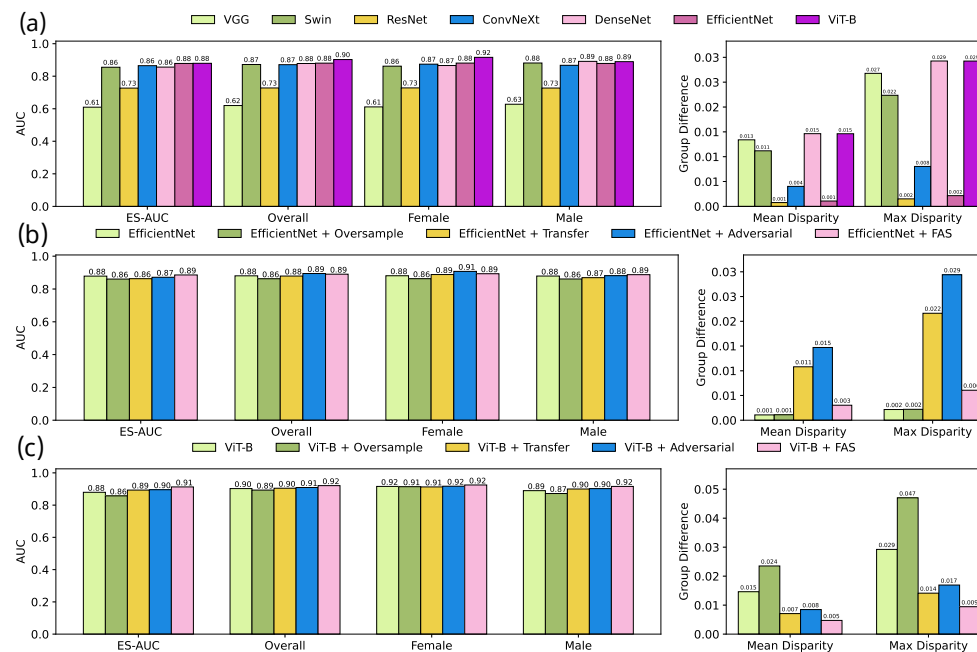 (a)
VGG Swin ResNet ConvNeXt DenseNet EfficientNet ViT-B
1.0
0.8
0.6
0.4
0.2
0.0
AUC
0.61 0.86 0.73 0.86 0.86 0.88 0.88
0.62 0.87 0.73 0.87 0.88 0.88 0.90
0.61 0.86 0.73 0.87 0.87 0.88 0.92
0.63 0.88 0.73 0.87 0.89 0.88 0.89
ES-AUC Overall Female Male
0.03
0.03
0.01
0.01
0.01
0.00
Group Difference
0.013 0.011 0.001 0.004 0.015 0.001 0.015
0.027 0.022 0.002 0.008 0.029 0.002
Mean Disparity Max Disparity
(b)
EfficientNet EfficientNet + Oversample EfficientNet + Transfer EfficientNet + Adversarial EfficientNet + FAS
1.0
0.8
0.6
0.4
0.2
0.0
AUC
0.88 0.86 0.86 0.87 0.89
0.88 0.86 0.88 0.89 0.89
0.88 0.86 0.89 0.91 0.89
0.88 0.86 0.87 0.88 0.89
ES-AUC Overall Female Male
0.03
0.03
0.01
0.01
0.00
Group Difference
0.001 0.001 0.011 0.015 0.003
0.002 0.002 0.022 0.029
Mean Disparity Max Disparity
(c)
ViT-B ViT-B + Oversample ViT-B + Transfer ViT-B + Adversarial ViT-B + FAS
1.0
0.8
0.6
0.4
0.2
0.0
AUC
0.88 0.86 0.89 0.90 0.91
0.90 0.89 0.90 0.91 0.92
0.92 0.91 0.91 0.92 0.92
0.89 0.87 0.90 0.90 0.92
ES-AUC Overall Female Male
0.05
0.03
0.02
0.01
0.00
Group Difference
0.015 0.024 0.007 0.008 0.005
0.029 0.047 0.014 0.017 0.009
Mean Disparity Max Disparity